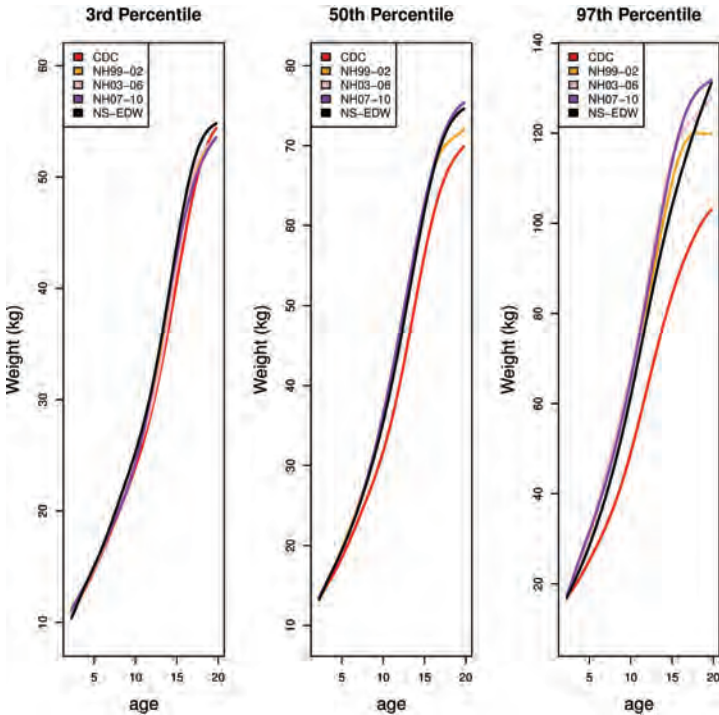 3rd Percentile
CDC
NH99-02
NH03-06
NH07-10
NS-EDW
Weight (kg)
60
50
40
30
20
10
5
10
15
20
age
50th Percentile
CDC
NH99-02
NH03-06
NH07-10
NS-EDW
Weight (kg)
80
70
60
50
40
30
20
10
5
10
15
20
age
97th Percentile
CDC
NH99-02
NH03-06
NH07-10
NS-EDW
Weight (kg)
140
120
100
80
60
40
20
5
10
15
20
age